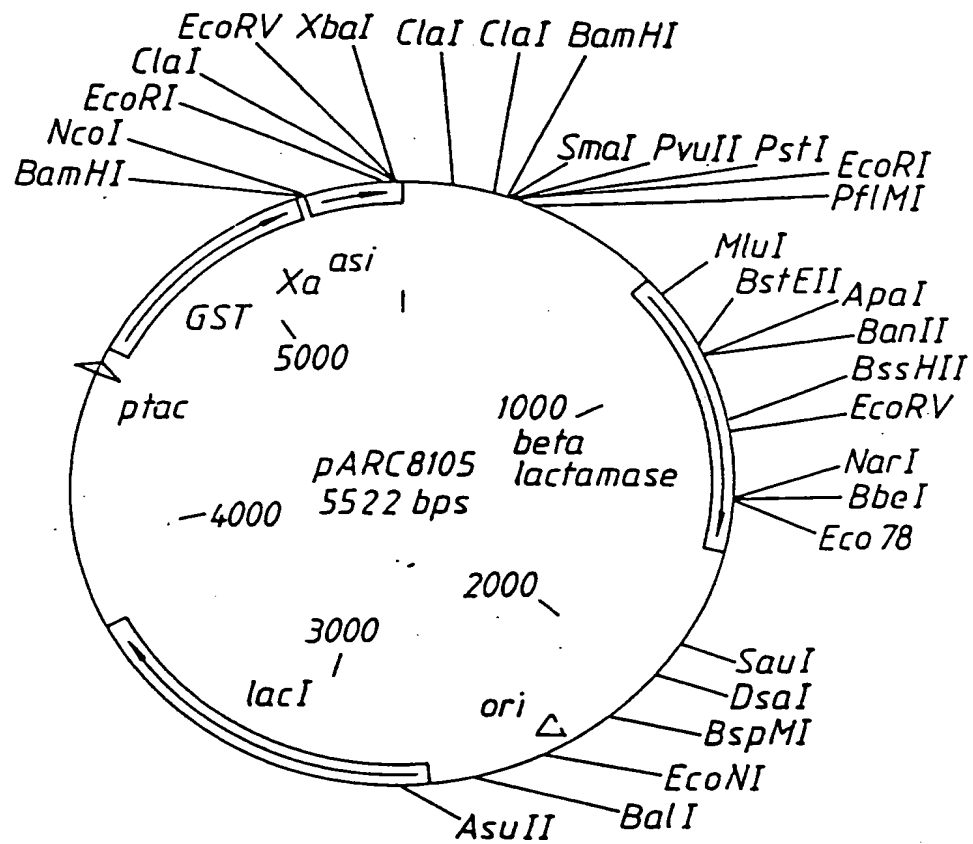 EcoRV XbaI ClaI ClaI BamHI
ClaI
EcoRI
NcoI
BamHI
SmaI PvuII PstI EcoRI
PflMI
MluI
BstEII
ApaI
BanII
BssHII
EcoRV
NarI
BbeI
Eco 78
SauI
DsaI
BspMI
EcoNI
BalI
AsuII
asi
Xa
GST
5000
ptac
1000
beta
lactamase
pARC8105
5522 bps
4000
2000
3000
lacI
ori